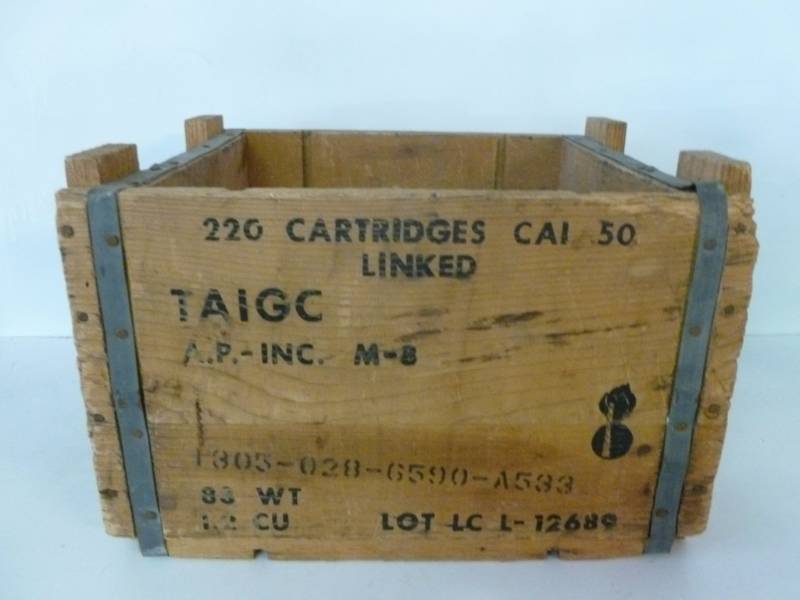 220 CARTRIDGES CAL .50
LINKED
TAIGC
A.P.-INC. M-8
1305-028-6590-A533
83 WT
1.2 CU LOT LC L-12689